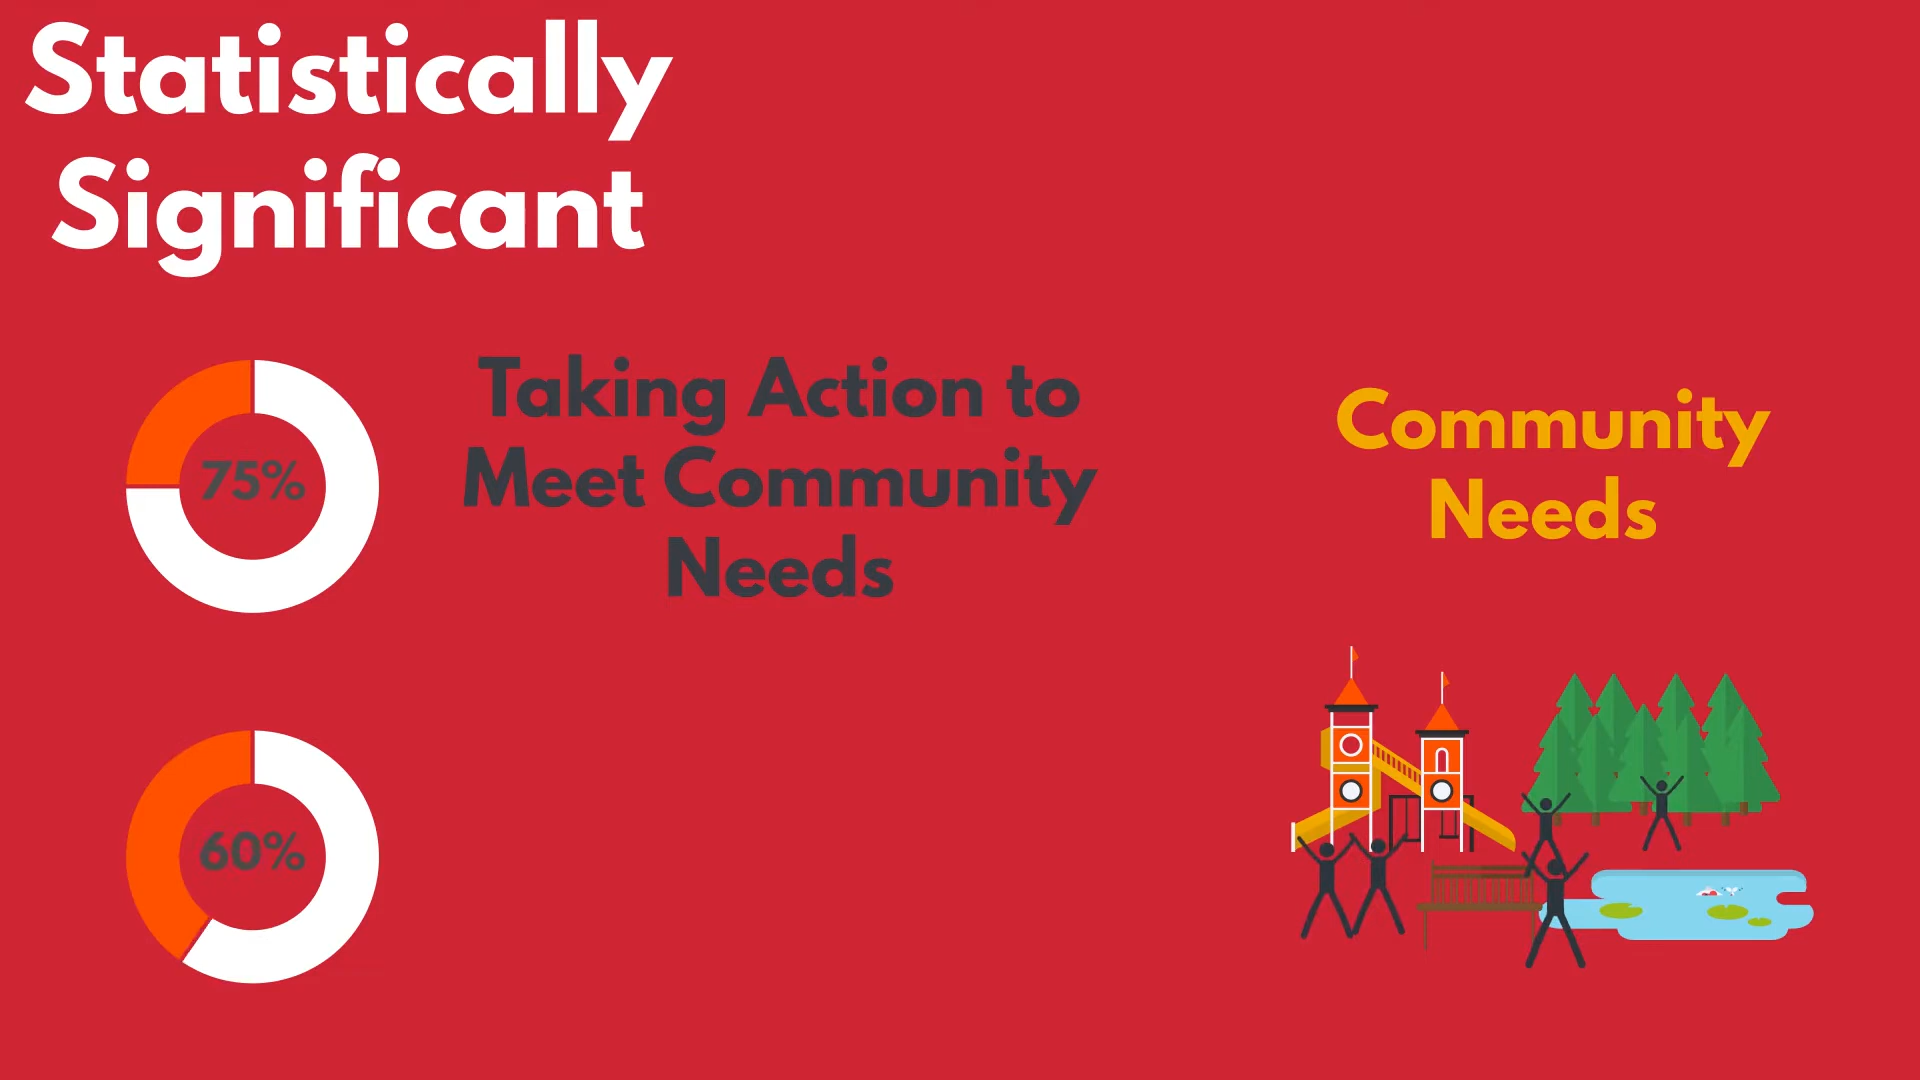 Statistically
Significant
75%
Taking Action to
Meet Community
Needs
Community
Needs
60%